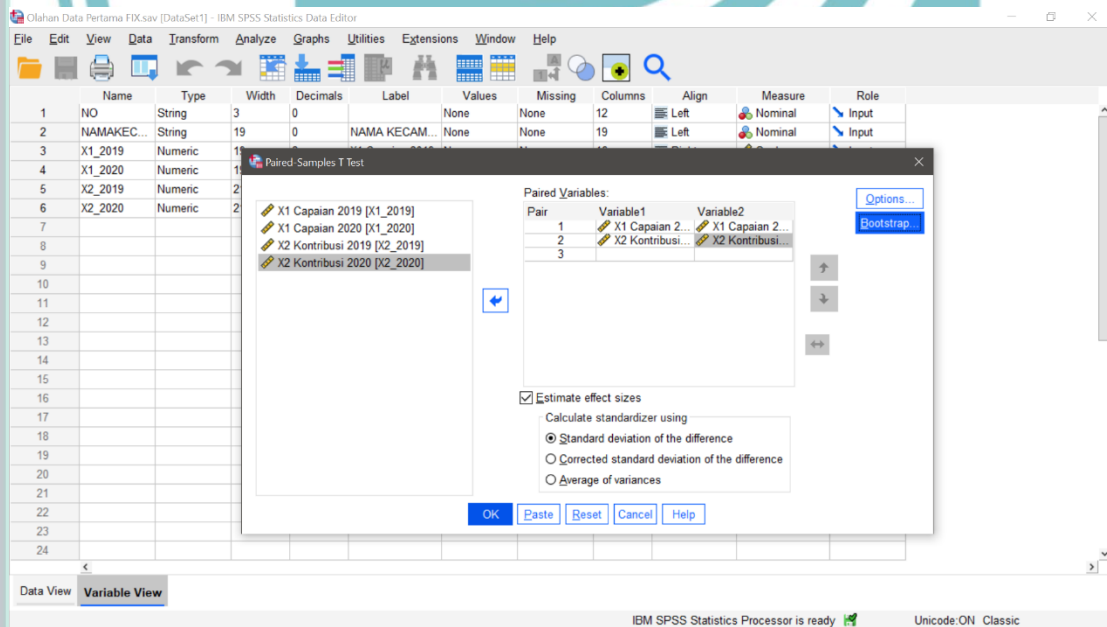 Olahan Data Pertama FIX.sav [DataSet1] - IBM SPSS Statistics Data Editor
File Edit View Data Transform Analyze Graphs Utilities Extensions Window Help
Name Type Width Decimals Label Values Missing Columns Align Measure Role
1 NO String 3 0 None None 12 Left Nominal Input
2 NAMAKEC... String 19 0 NAMA KECAM... None None 19 Left Nominal Input
3 X1_2019 Numeric
4 X1_2020 Numeric
5 X2_2019 Numeric
6 X2_2020 Numeric
7
8
9
10
11
12
13
14
15
16
17
18
19
20
21
22
23
24
Paired-Samples T Test
X1 Capaian 2019 [X1_2019]
X1 Capaian 2020 [X1_2020]
X2 Kontribusi 2019 [X2_2019]
X2 Kontribusi 2020 [X2_2020]
Paired Variables:
Pair Variable1 Variable2
1 X1 Capaian 2... X1 Capaian 2...
2 X2 Kontribusi... X2 Kontribusi...
3
Options...
Bootstrap...
Estimate effect sizes
Calculate standardizer using
Standard deviation of the difference
Corrected standard deviation of the difference
Average of variances
OK Paste Reset Cancel Help
Data View Variable View
IBM SPSS Statistics Processor is ready Unicode:ON Classic